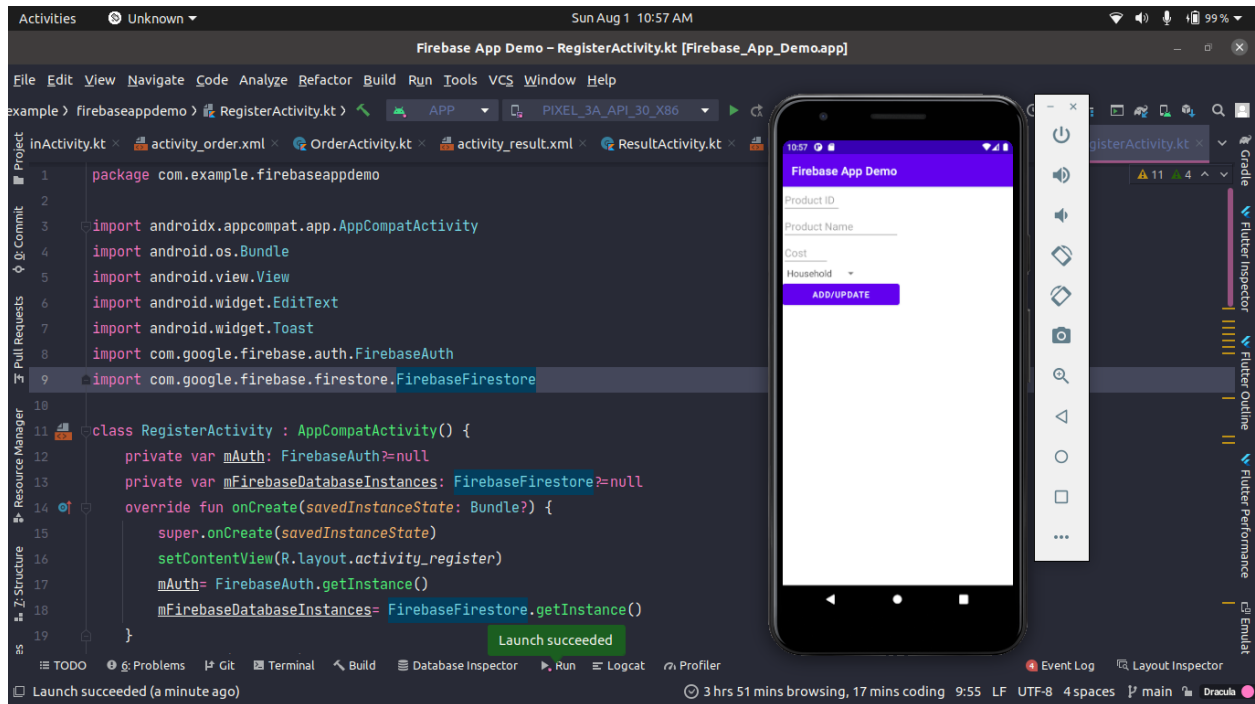 Activities Unknown Sun Aug 1 10:57 AM 99 %
Firebase App Demo – RegisterActivity.kt [Firebase_App_Demo.app]
File Edit View Navigate Code Analyze Refactor Build Run Tools VCS Window Help
example firebaseappdemo RegisterActivity.kt APP PIXEL_3A_API_30_X86
inActivity.kt activity_order.xml OrderActivity.kt activity_result.xml ResultActivity.kt gisterActivity.kt
11 4
1 package com.example.firebaseappdemo
2
3 import androidx.appcompat.app.AppCompatActivity
4 import android.os.Bundle
5 import android.view.View
6 import android.widget.EditText
7 import android.widget.Toast
8 import com.google.firebase.auth.FirebaseAuth
9 import com.google.firebase.firestore.FirebaseFirestore
10
11 class RegisterActivity : AppCompatActivity() {
12 private var mAuth: FirebaseAuth?=null
13 private var mFirebaseDatabaseInstances: FirebaseFirestore?=null
14 override fun onCreate(savedInstanceState: Bundle?) {
15 super.onCreate(savedInstanceState)
16 setContentView(R.layout.activity_register)
17 mAuth= FirebaseAuth.getInstance()
18 mFirebaseDatabaseInstances= FirebaseFirestore.getInstance()
19 }
Launch succeeded
10:57
Firebase App Demo
Product ID
Product Name
Cost
Household
ADD/UPDATE
Project
0: Commit
Pull Requests
Resource Manager
Z: Structure
es
Gradle
Flutter Inspector
Flutter Outline
Flutter Performance
Emulat
TODO 6: Problems Git Terminal Build Database Inspector Run Logcat Profiler 4 Event Log Layout Inspector
Launch succeeded (a minute ago) 3 hrs 51 mins browsing, 17 mins coding 9:55 LF UTF-8 4 spaces main Dracula